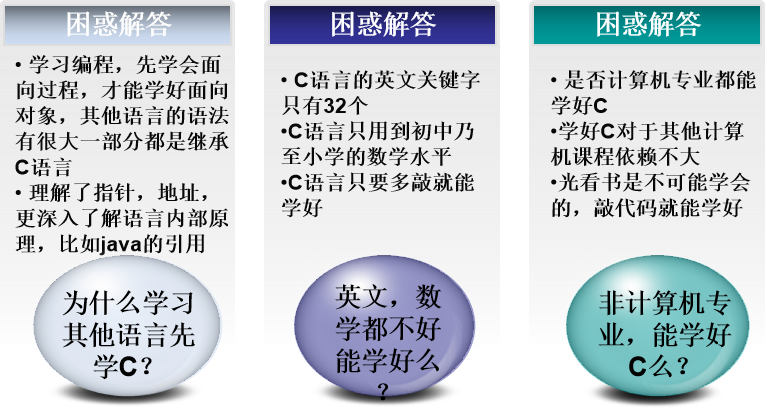 困惑解答
• 学习编程，先学会面
向过程，才能学好面向
对象，其他语言的语法
有很大一部分都是继承
C语言
• 理解了指针，地址，
更深入了解语言内部原
理，比如java的引用
为什么学习
其他语言先
学C？
困惑解答
• C语言的英文关键字
只有32个
•C语言只用到初中乃
至小学的数学水平
•C语言只要多敲就能
学好
英文，数
学都不好
能学好么
？
困惑解答
• 是否计算机专业都能
学好C
•学好C对于其他计算
机课程依赖不大
•光看书是不可能学会
的，敲代码就能学好
非计算机专
业，能学好
C么？